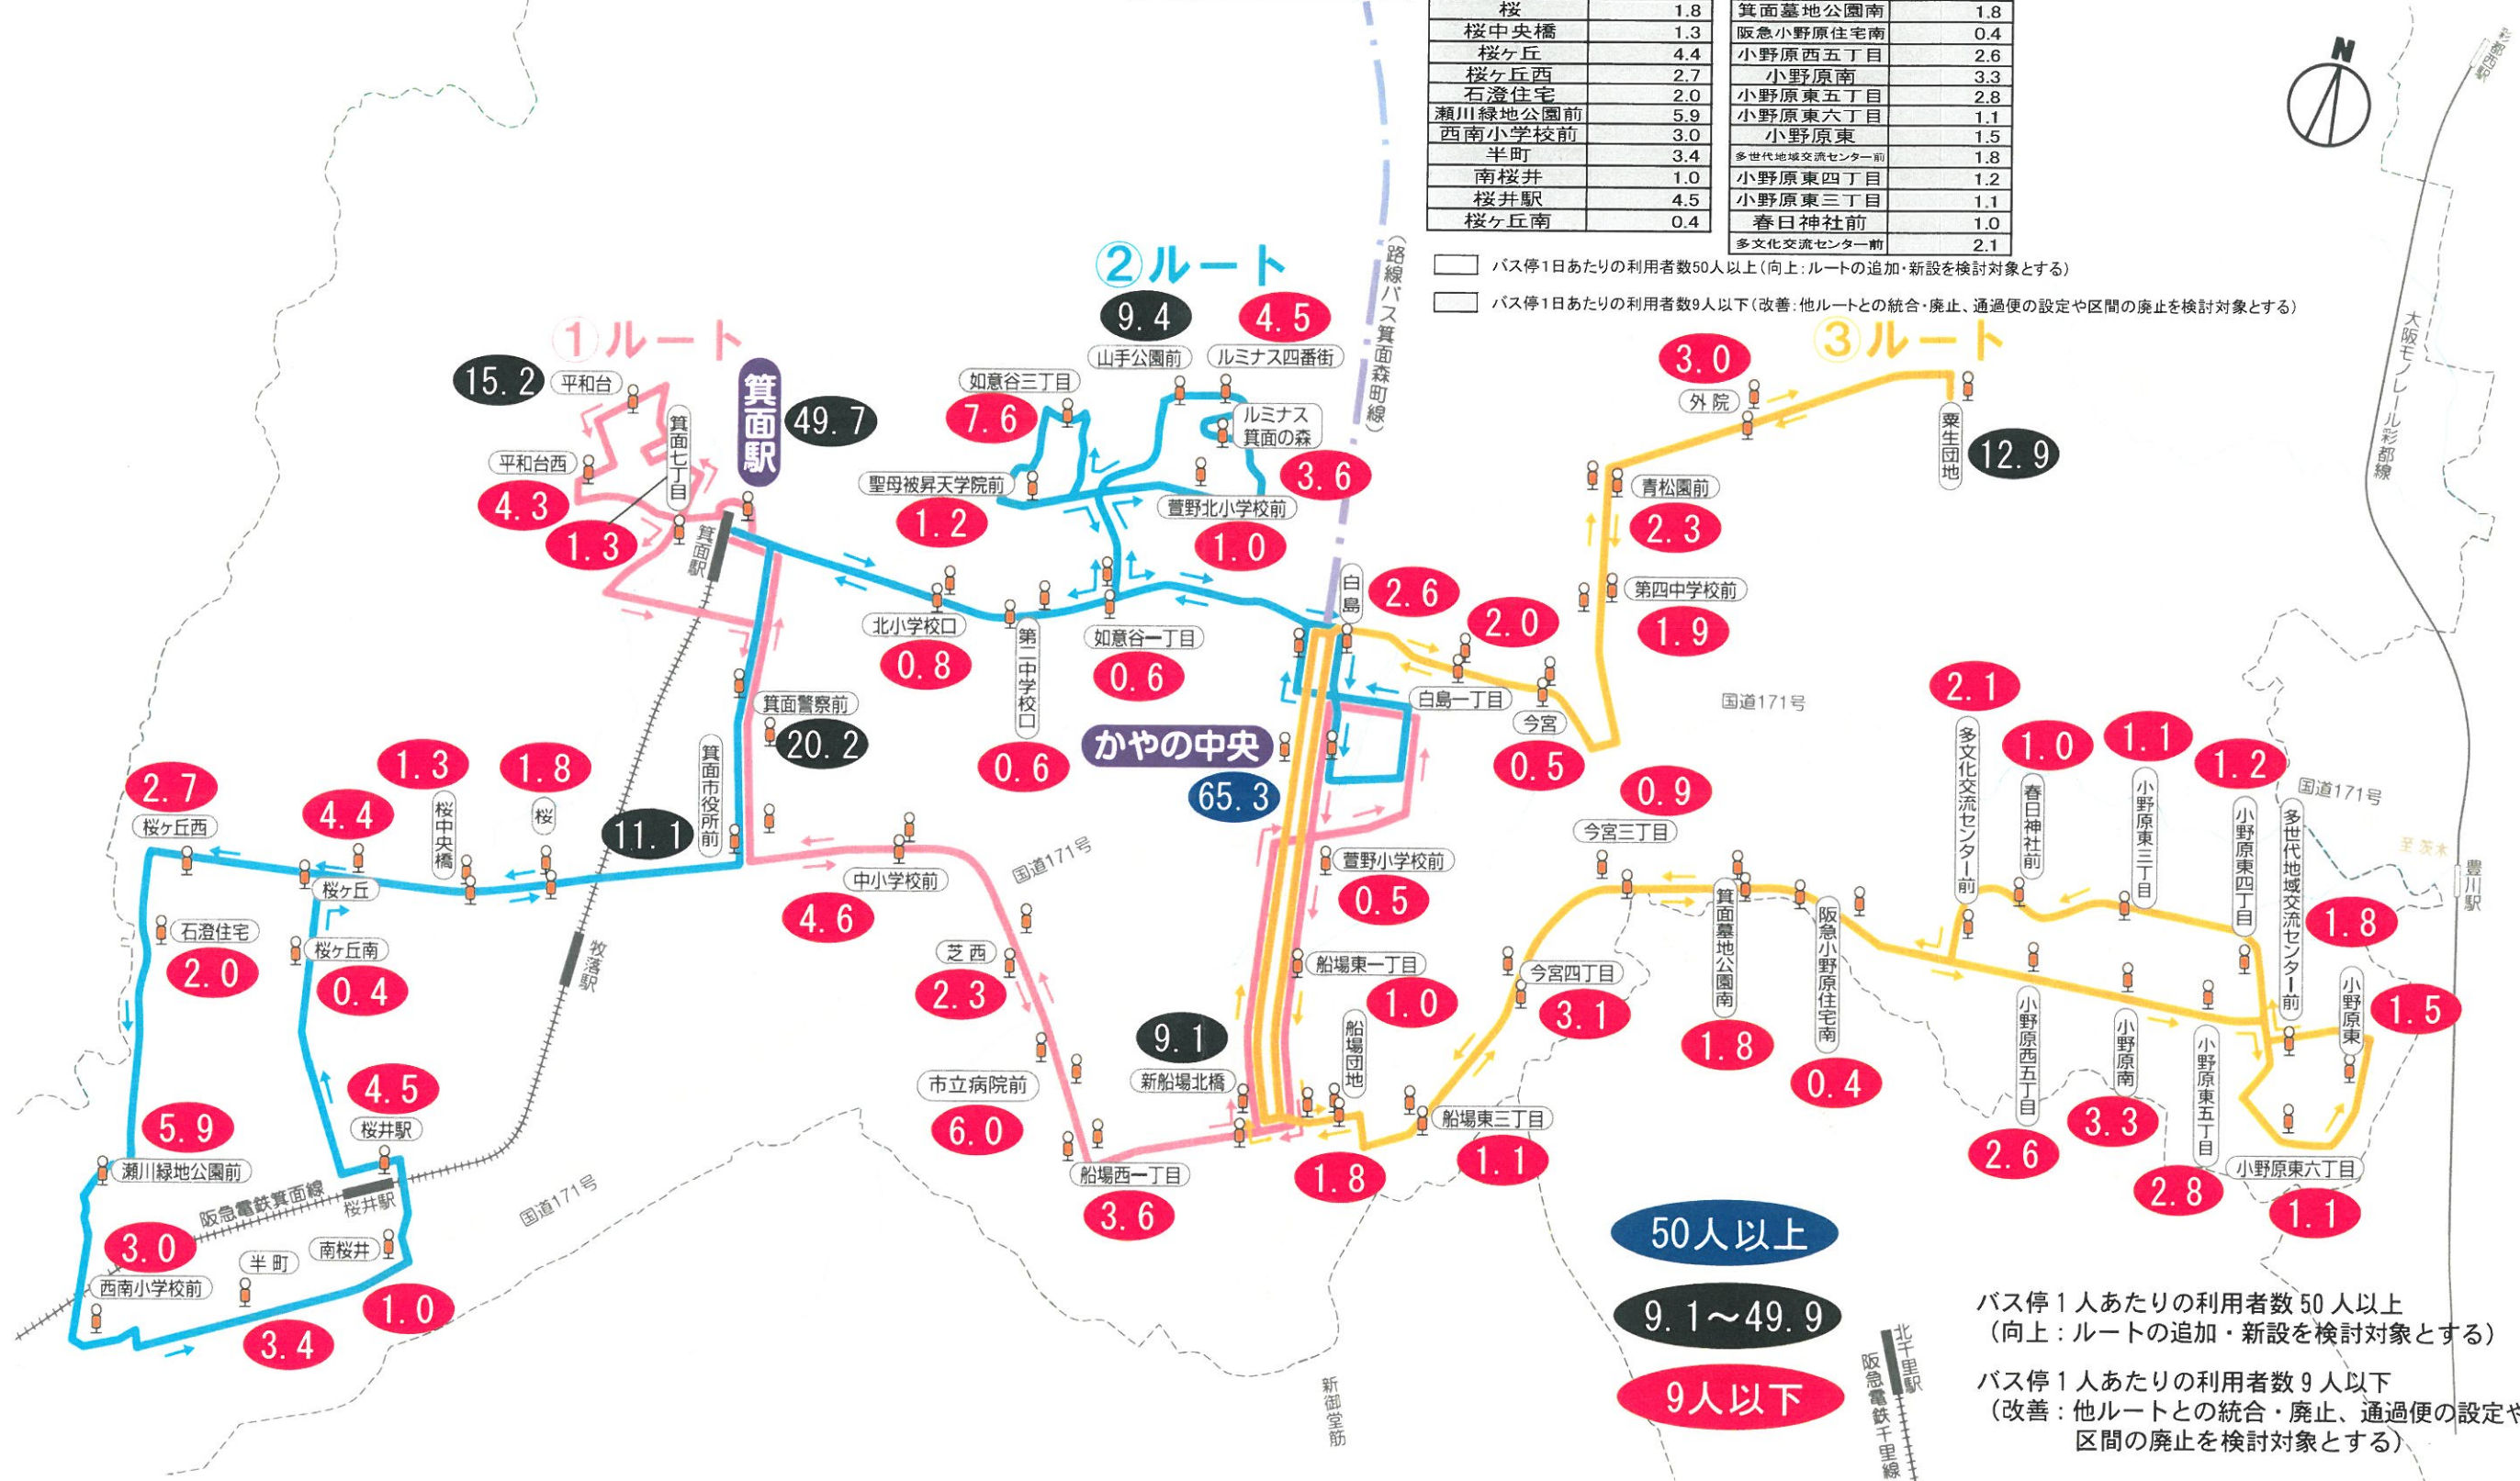 桜 1.8 箕面墓地公園南 1.8
桜中央橋 1.3 阪急小野原住宅南 0.4
桜ヶ丘 4.4 小野原西五丁目 2.6
桜ヶ丘西 2.7 小野原南 3.3
石澄住宅 2.0 小野原東五丁目 2.8
瀬川緑地公園前 5.9 小野原東六丁目 1.1
西南小学校前 3.0 小野原東 1.5
半町 3.4 多世代地域交流センター前 1.8
南桜井 1.0 小野原東四丁目 1.2
桜井駅 4.5 小野原東三丁目 1.1
桜ヶ丘南 0.4 春日神社前 1.0
多文化交流センター前 2.1
バス停1日あたりの利用者数50人以上(向上:ルートの追加・新設を検討対象とする)
バス停1日あたりの利用者数9人以下(改善:他ルートとの統合・廃止、通過便の設定や区間の廃止を検討対象とする)
N
彩都西駅
大阪モノレール彩都線
(路線バス箕面森町線)
①ルート
②ルート
③ルート
15.2
平和台
平和台西
4.3
箕面七丁目
1.3
箕面駅
49.7
箕面駅
9.4
山手公園前
4.5
ルミナス四番街
如意谷三丁目
7.6
ルミナス
箕面の森
3.6
聖母被昇天学院前
1.2
萱野北小学校前
1.0
北小学校口
0.8
第二中学校口
0.6
如意谷一丁目
0.6
白島
2.6
白島一丁目
2.0
今宮
0.5
3.0
外院
粟生団地
12.9
青松園前
2.3
第四中学校前
1.9
国道171号
箕面警察前
20.2
箕面市役所前
11.1
かやの中央
65.3
2.7
桜ヶ丘西
4.4
桜ヶ丘
1.3
桜中央橋
1.8
桜
石澄住宅
2.0
桜ヶ丘南
0.4
牧落駅
中小学校前
4.6
国道171号
芝西
2.3
市立病院前
6.0
船場西一丁目
3.6
9.1
新船場北橋
萱野小学校前
0.5
船場東一丁目
1.0
船場団地
1.8
船場東三丁目
1.1
今宮四丁目
3.1
0.9
今宮三丁目
箕面墓地公園南
1.8
阪急小野原住宅南
0.4
2.1
多文化交流センター前
1.0
春日神社前
1.1
小野原東三丁目
1.2
小野原東四丁目
多世代地域交流センター前
1.8
国道171号
至 茨木
豊川駅
小野原東
1.5
小野原西五丁目
2.6
小野原南
3.3
小野原東五丁目
2.8
小野原東六丁目
1.1
5.9
瀬川緑地公園前
4.5
桜井駅
阪急電鉄箕面線
桜井駅
国道171号
3.0
西南小学校前
半町
3.4
南桜井
1.0
新御堂筋
北千里駅
阪急電鉄千里線
50人以上
9.1～49.9
9人以下
バス停1人あたりの利用者数50人以上
(向上:ルートの追加・新設を検討対象とする)
バス停1人あたりの利用者数9人以下
(改善:他ルートとの統合・廃止、通過便の設定や
区間の廃止を検討対象とする)